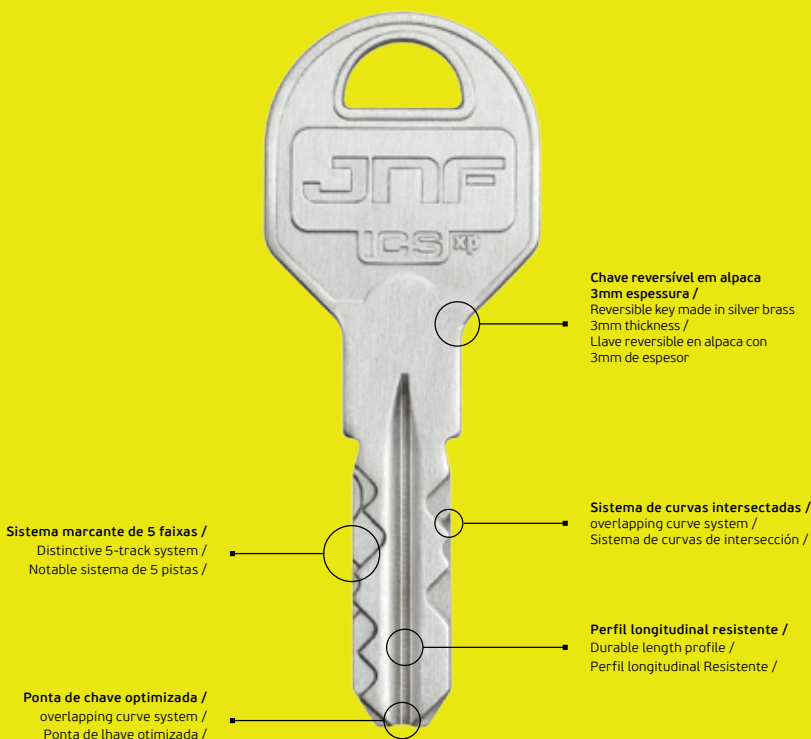 JNF
ICS xp
Chave reversível em alpaca
3mm espessura /
Reversible key made in silver brass
3mm thickness /
Llave reversible en alpaca con
3mm de espesor
Sistema de curvas intersectadas /
overlapping curve system /
Sistema de curvas de intersección /
Sistema marcante de 5 faixas /
Distinctive 5-track system /
Notable sistema de 5 pistas /
Perfil longitudinal resistente /
Durable length profile /
Perfil longitudinal Resistente /
Ponta de chave optimizada /
overlapping curve system /
Ponta de lhave otimizada /